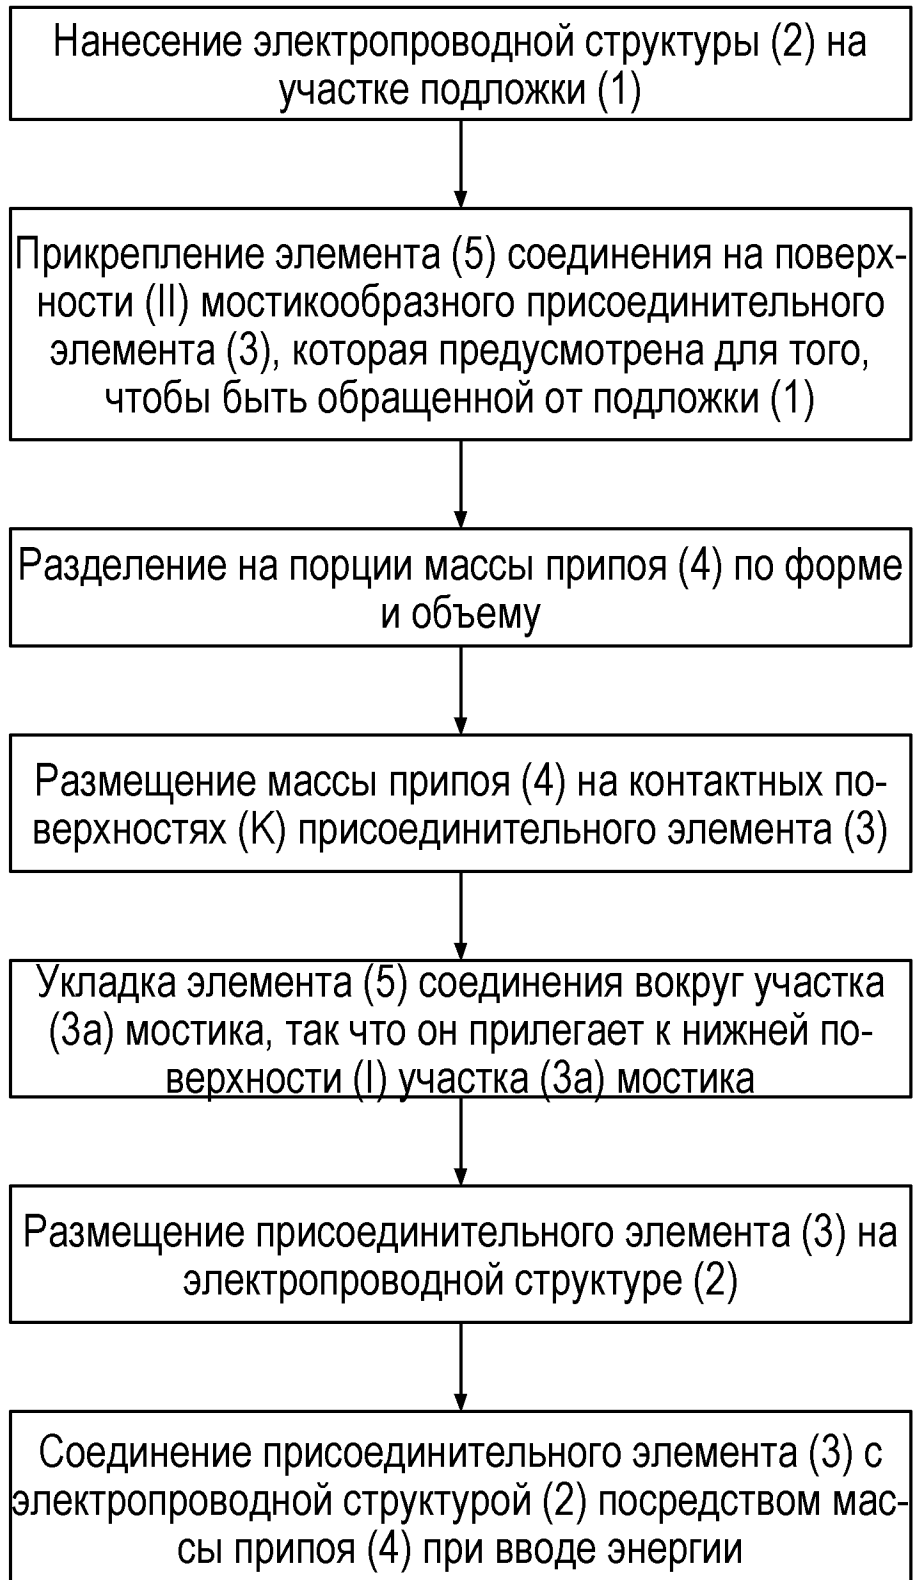 Нанесение электропроводной структуры (2) на
участке подложки (1)
Прикрепление элемента (5) соединения на поверх-
ности (II) мостикообразного присоединительного
элемента (3), которая предусмотрена для того,
чтобы быть обращенной от подложки (1)
Разделение на порции массы припоя (4) по форме
и объему
Размещение массы припоя (4) на контактных по-
верхностях (K) присоединительного элемента (3)
Укладка элемента (5) соединения вокруг участка
(3a) мостика, так что он прилегает к нижней по-
верхности (I) участка (3a) мостика
Размещение присоединительного элемента (3) на
электропроводной структуре (2)
Соединение присоединительного элемента (3) с
электропроводной структурой (2) посредством мас-
сы припоя (4) при вводе энергии